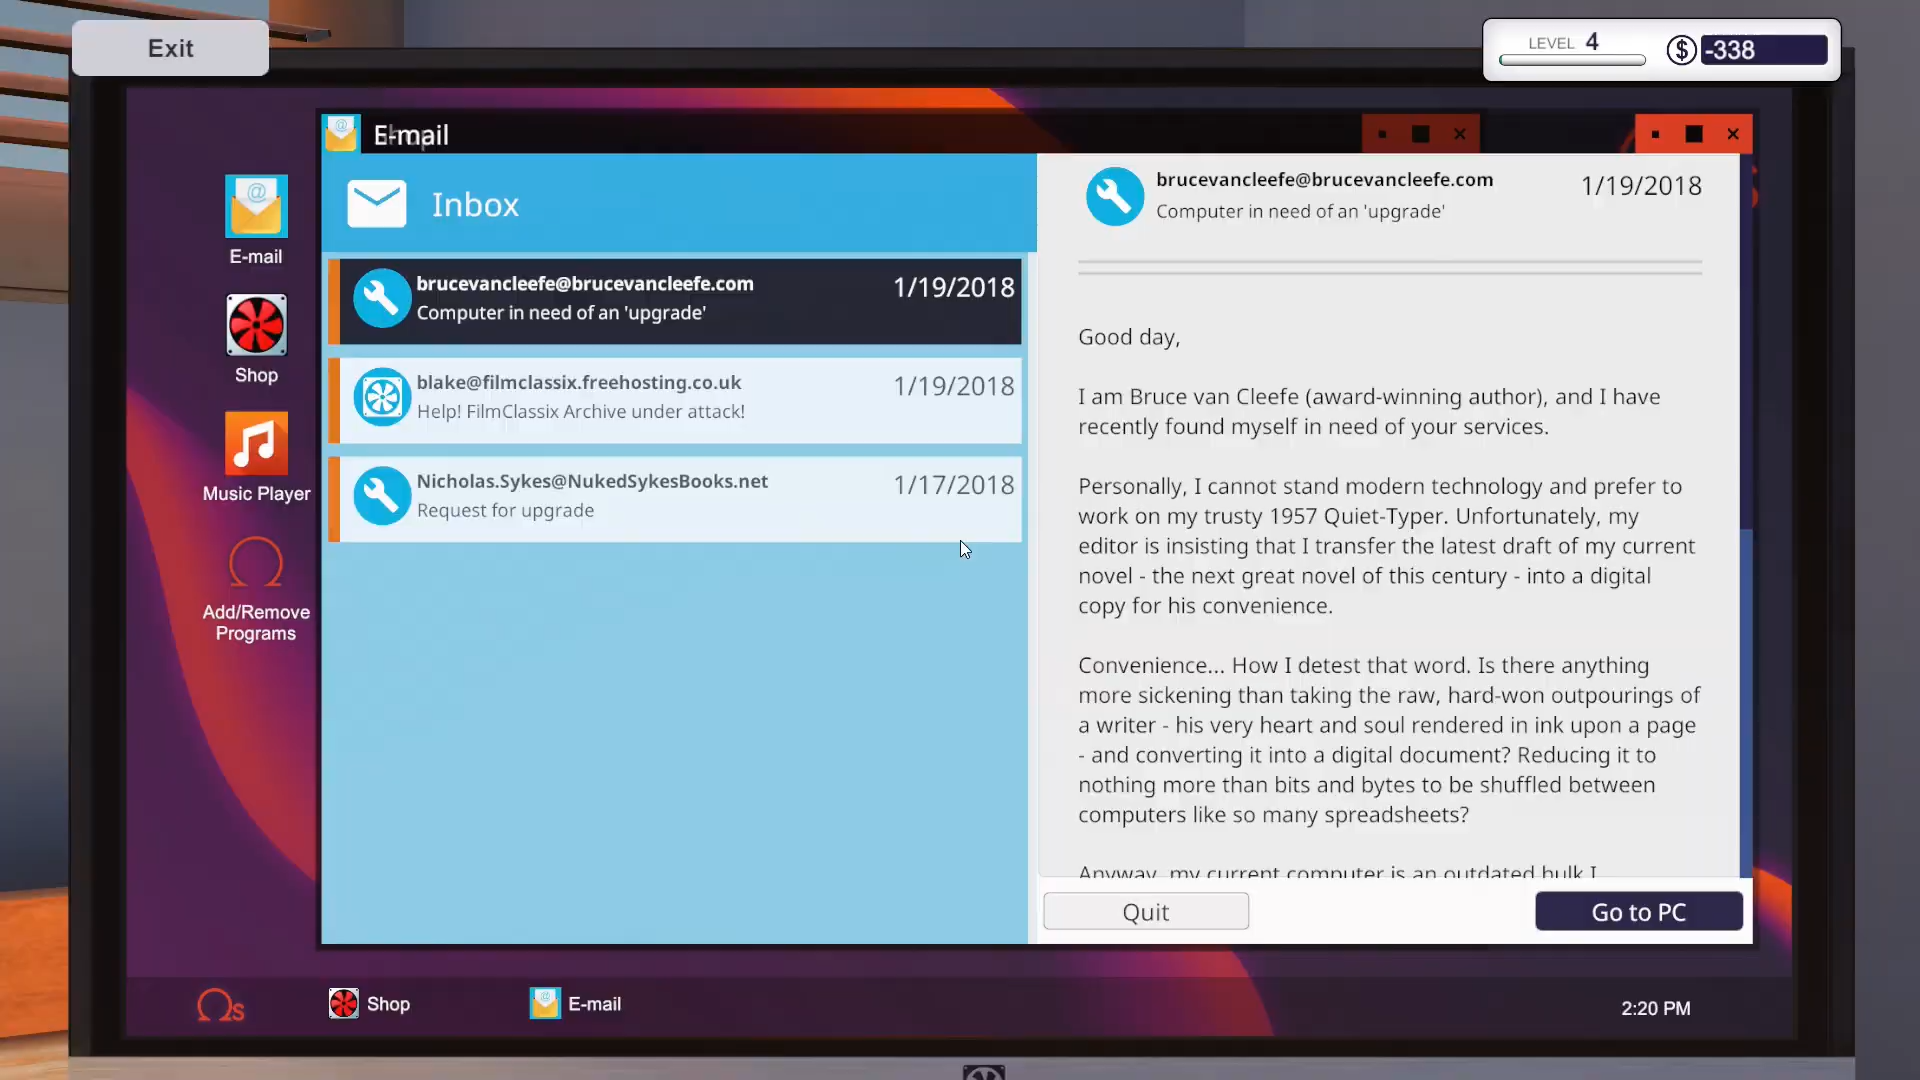 Exit
LEVEL 4
$ -338
E-mail
E-mail
Shop
Music Player
Add/Remove
Programs
Inbox
brucevancleefe@brucevancleefe.com
1/19/2018
Computer in need of an 'upgrade'
blake@filmclassix.freehosting.co.uk
1/19/2018
Help! FilmClassix Archive under attack!
Nicholas.Sykes@NukedSykesBooks.net
1/17/2018
Request for upgrade
brucevancleefe@brucevancleefe.com
1/19/2018
Computer in need of an 'upgrade'
Good day,
I am Bruce van Cleefe (award-winning author), and I have
recently found myself in need of your services.
Personally, I cannot stand modern technology and prefer to
work on my trusty 1957 Quiet-Typer. Unfortunately, my
editor is insisting that I transfer the latest draft of my current
novel - the next great novel of this century - into a digital
copy for his convenience.
Convenience... How I detest that word. Is there anything
more sickening than taking the raw, hard-won outpourings of
a writer - his very heart and soul rendered in ink upon a page
- and converting it into a digital document? Reducing it to
nothing more than bits and bytes to be shuffled between
computers like so many spreadsheets?
Anyway, my current computer is an outdated hulk I
Quit
Go to PC
Ωs
Shop
E-mail
2:20 PM